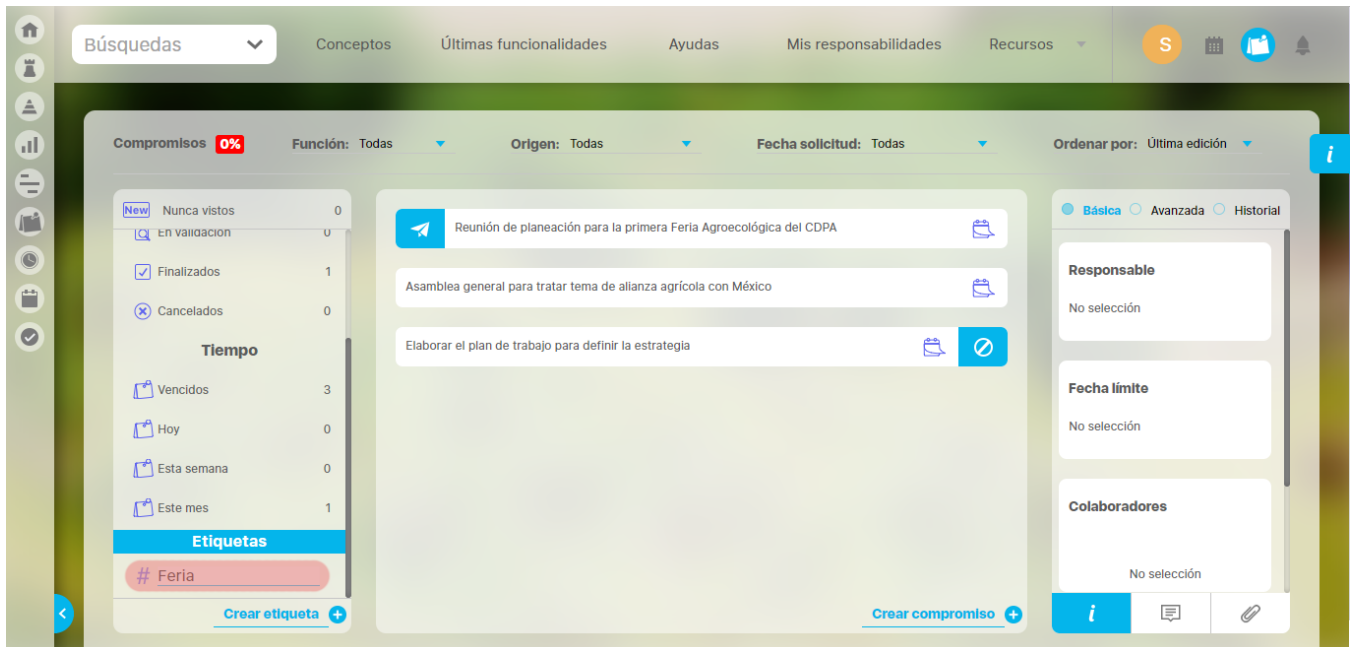 Búsquedas
Conceptos
Últimas funcionalidades
Ayudas
Mis responsabilidades
Recursos
S
Compromisos 0%
Función: Todas
Origen: Todas
Fecha solicitud: Todas
Ordenar por: Última edición
i
New Nunca vistos 0
En validación 0
Finalizados 1
Cancelados 0
Tiempo
Vencidos 3
Hoy 0
Esta semana 0
Este mes 1
Etiquetas
# Feria
Crear etiqueta +
Reunión de planeación para la primera Feria Agroecológica del CDPA
Asamblea general para tratar tema de alianza agrícola con México
Elaborar el plan de trabajo para definir la estrategia
Crear compromiso +
Básica Avanzada Historial
Responsable
No selección
Fecha límite
No selección
Colaboradores
No selección
i